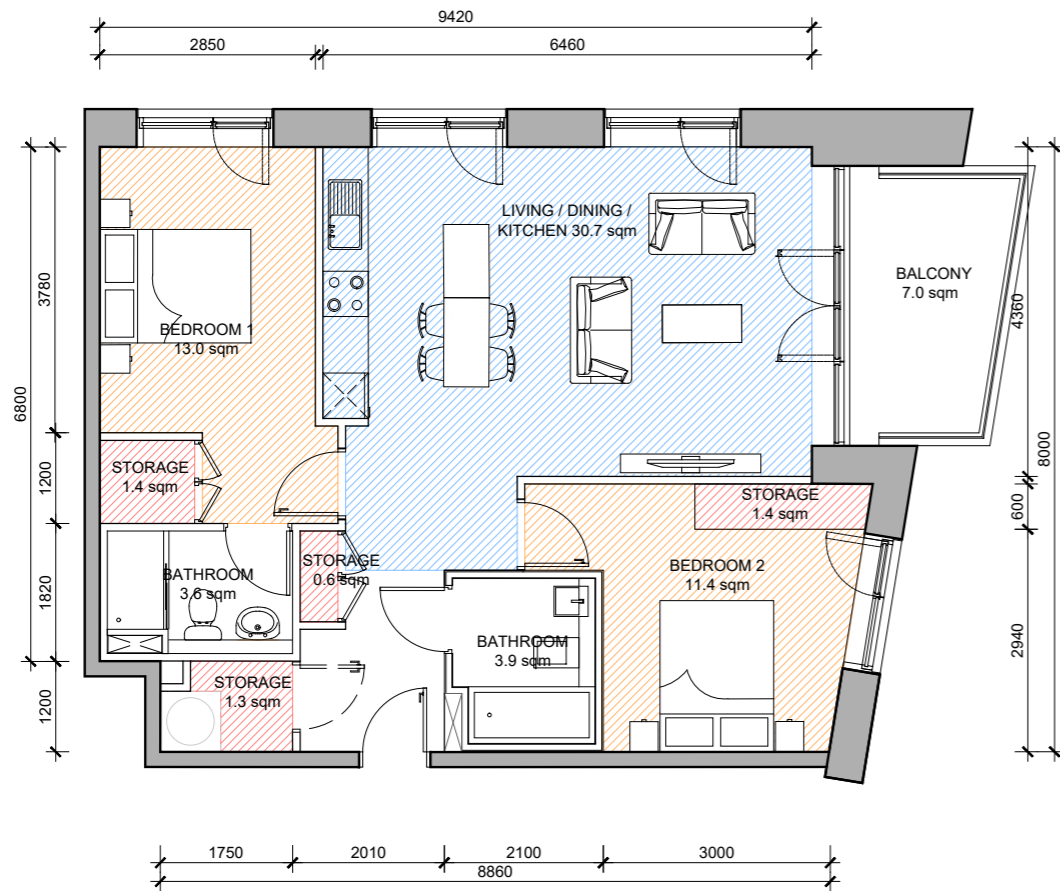 9420
2850
6460
LIVING / DINING /
KITCHEN 30.7 sqm
BALCONY
7.0 sqm
BEDROOM 1
13.0 sqm
3780
4360
6800
8000
STORAGE
1.4 sqm
1200
STORAGE
1.4 sqm
600
STORAGE
0.6 sqm
BEDROOM 2
11.4 sqm
BATHROOM
3.6 sqm
1820
BATHROOM
3.9 sqm
2940
STORAGE
1.3 sqm
1200
1750
2010
2100
3000
8860